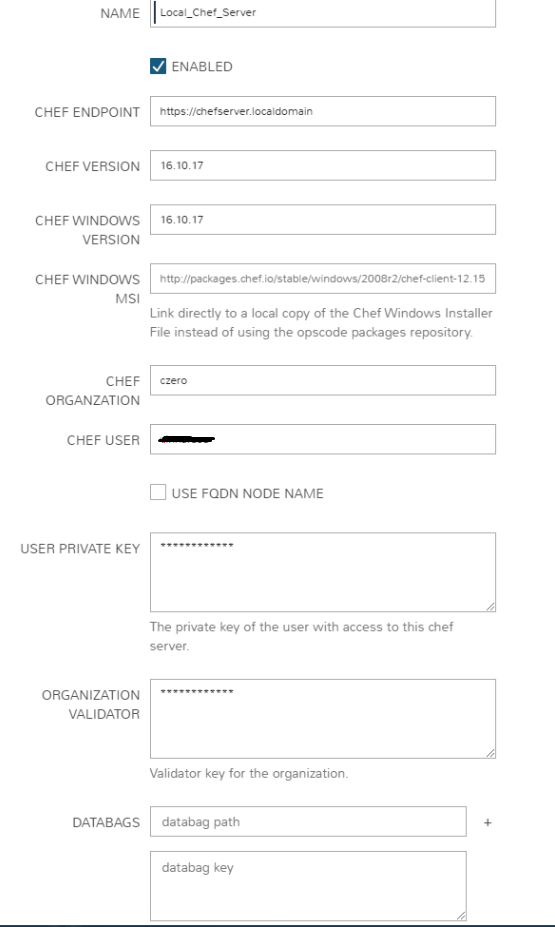 NAME Local_Chef_Server
ENABLED
CHEF ENDPOINT https://chefserver.localdomain
CHEF VERSION 16.10.17
CHEF WINDOWS VERSION 16.10.17
CHEF WINDOWS MSI http://packages.chef.io/stable/windows/2008r2/chef-client-12.15
Link directly to a local copy of the Chef Windows Installer
File instead of using the opscode packages repository.
CHEF ORGANZATION czero
CHEF USER
USE FQDN NODE NAME
USER PRIVATE KEY ************
The private key of the user with access to this chef
server.
ORGANIZATION VALIDATOR ************
Validator key for the organization.
DATABAGS databag path +
databag key